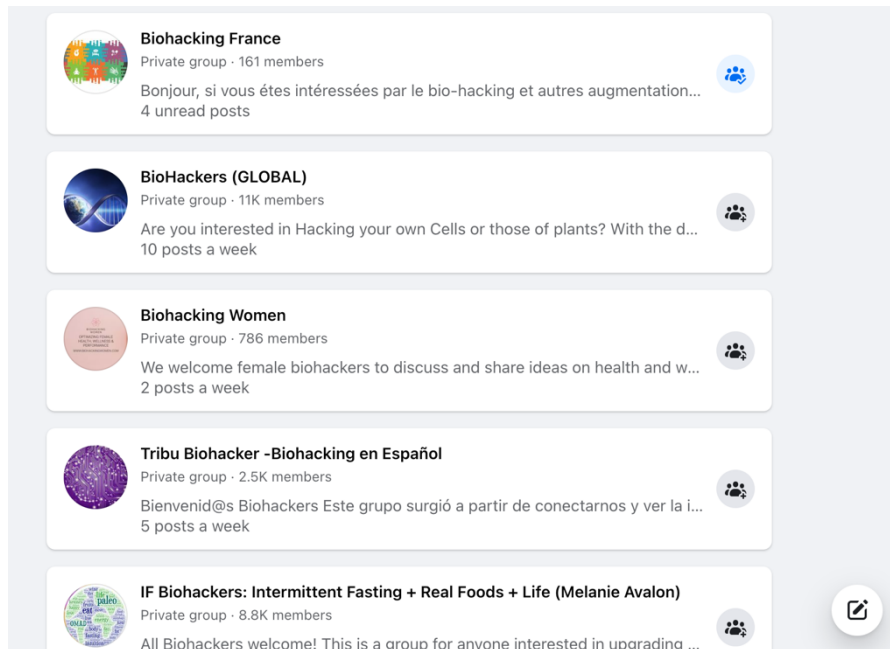 Biohacking France
Private group · 161 members
Bonjour, si vous étes intéressées par le bio-hacking et autres augmentation...
4 unread posts
BioHackers (GLOBAL)
Private group · 11K members
Are you interested in Hacking your own Cells or those of plants? With the d...
10 posts a week
Biohacking Women
Private group · 786 members
We welcome female biohackers to discuss and share ideas on health and w...
2 posts a week
Tribu Biohacker -Biohacking en Español
Private group · 2.5K members
Bienvenid@s Biohackers Este grupo surgió a partir de conectarnos y ver la i...
5 posts a week
paleo
eat
OMAD
IF Biohackers: Intermittent Fasting + Real Foods + Life (Melanie Avalon)
Private group · 8.8K members
All Biohackers welcome! This is a group for anyone interested in upgrading ...